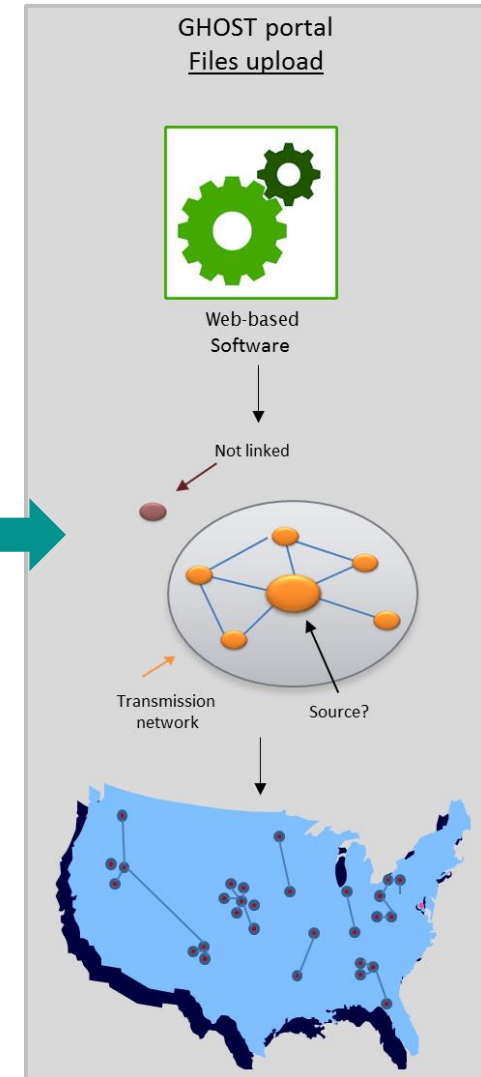 GHOST portal
Files upload
Web-based
Software
Not linked
Transmission
network
Source?